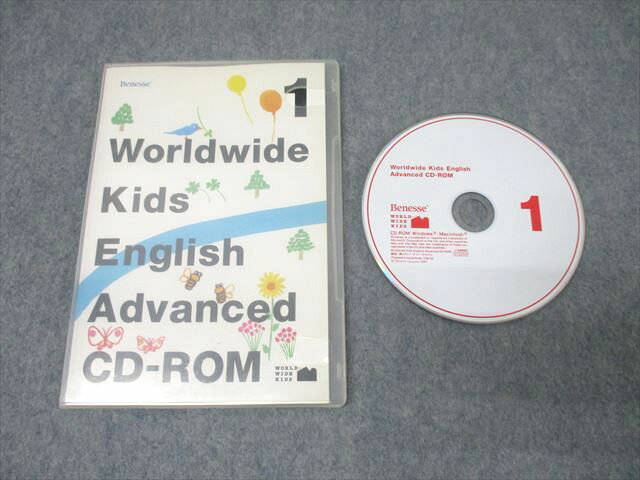 Benesse®
1
Worldwide
Kids
English
Advanced
CD-ROM
WORLD
WIDE
KIDS
Worldwide Kids English
Advanced CD-ROM
1
Benesse®
WORLD
WIDE
KIDS
CD-ROM Windows® Macintosh®